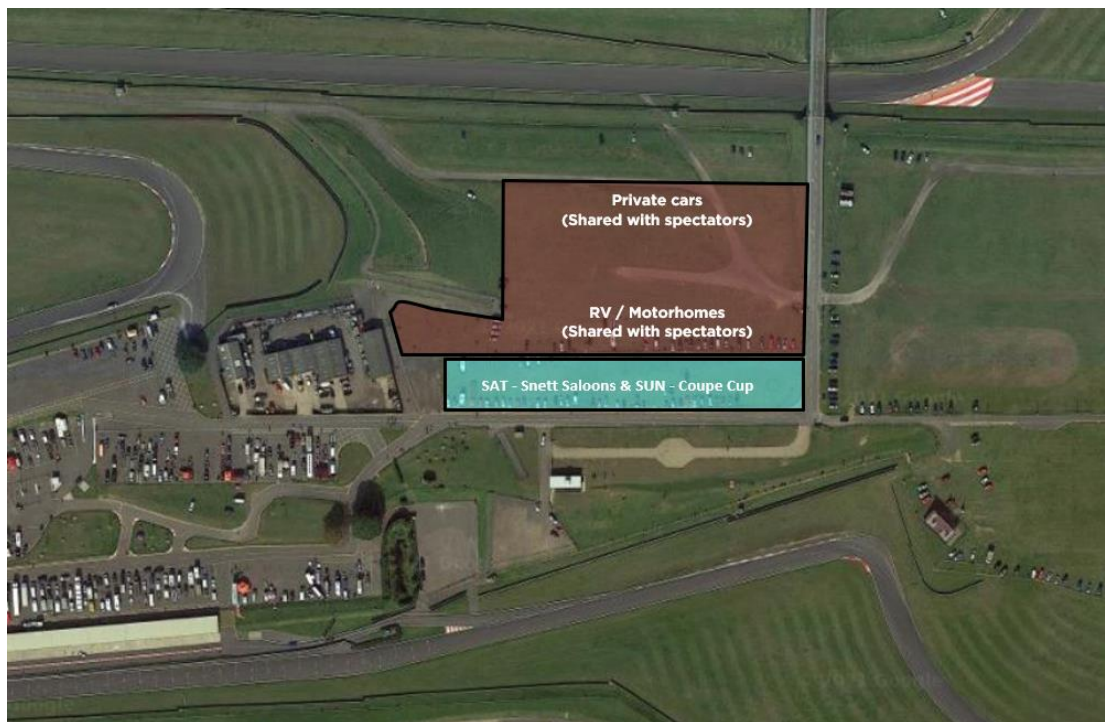 Private cars
(Shared with spectators)
RV / Motorhomes
(Shared with spectators)
SAT - Snett Saloons & SUN - Coupe Cup